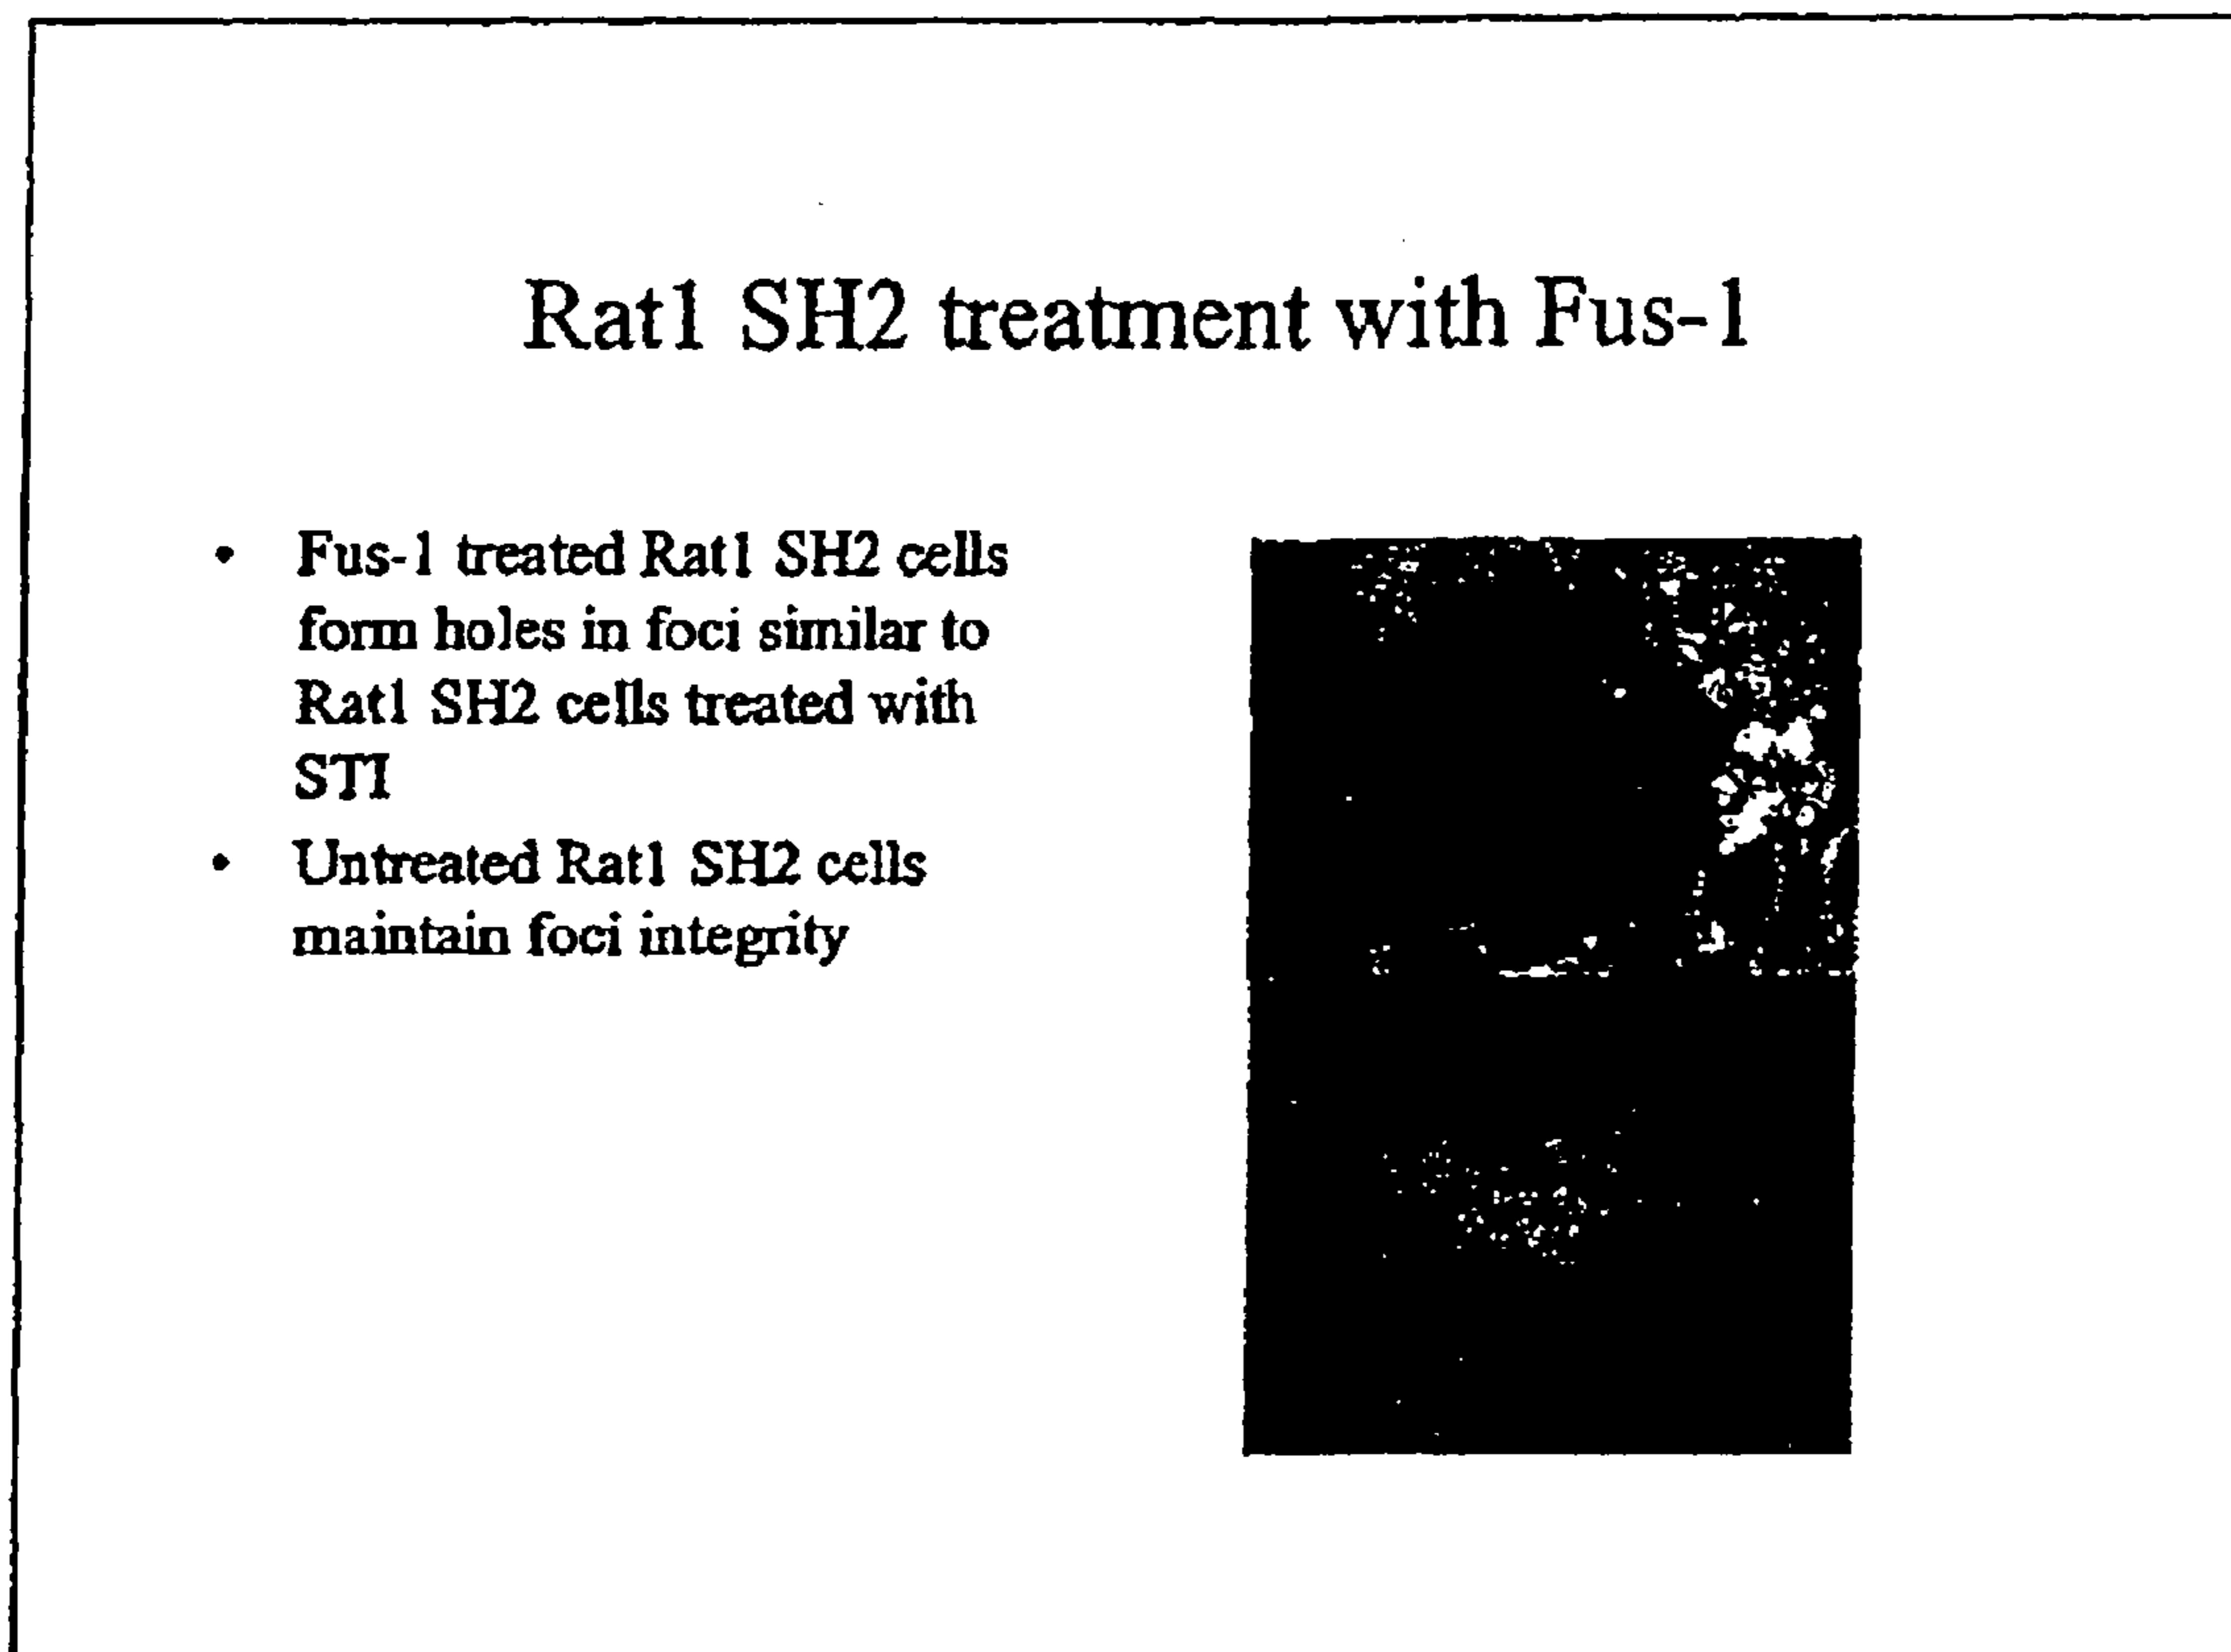 Rat1 SH2 treatment with Fus-1
• Fus-1 treated Rat1 SH2 cells
form holes in foci similar to
Rat1 SH2 cells treated with
STI
• Untreated Rat1 SH2 cells
maintain foci integrity